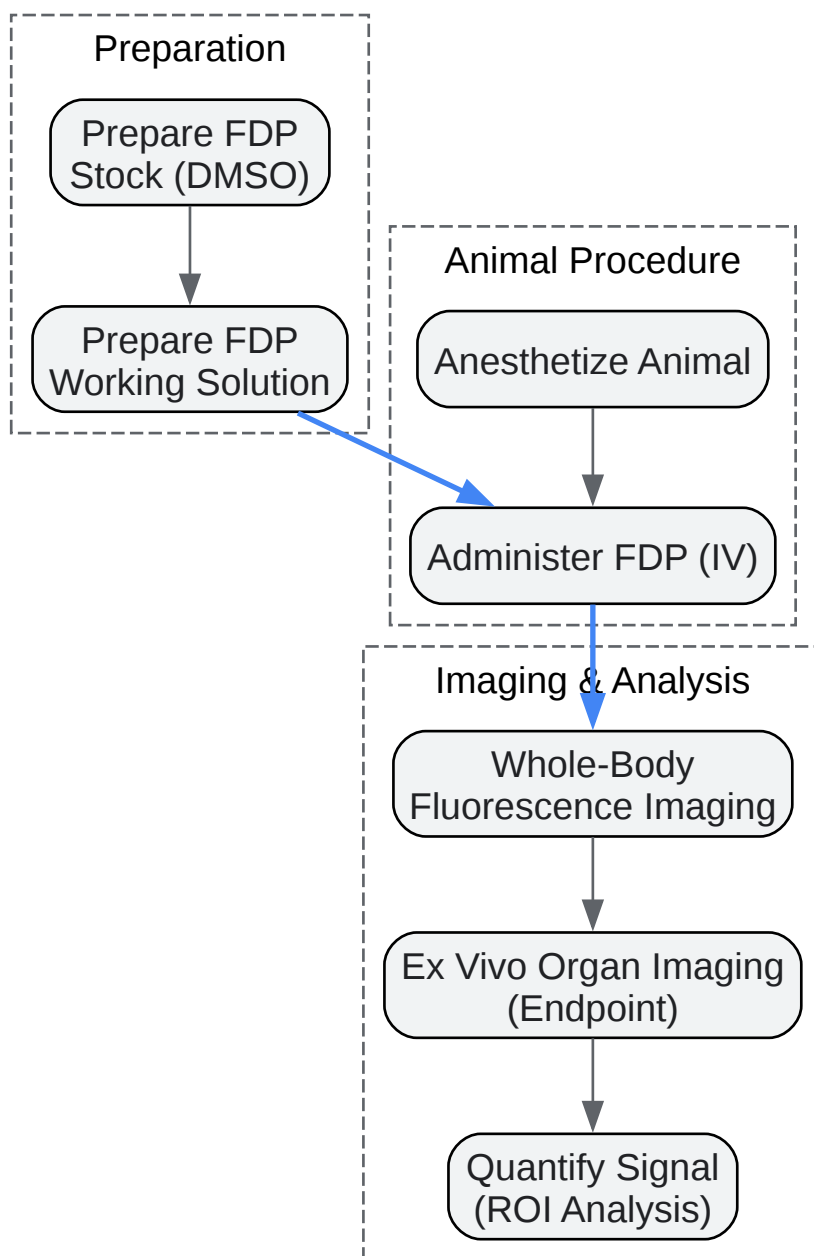 Preparation
Prepare FDP
Stock (DMSO)
Prepare FDP
Working Solution
Animal Procedure
Anesthetize Animal
Administer FDP (IV)
Imaging & Analysis
Whole-Body
Fluorescence Imaging
Ex Vivo Organ Imaging
(Endpoint)
Quantify Signal
(ROI Analysis)